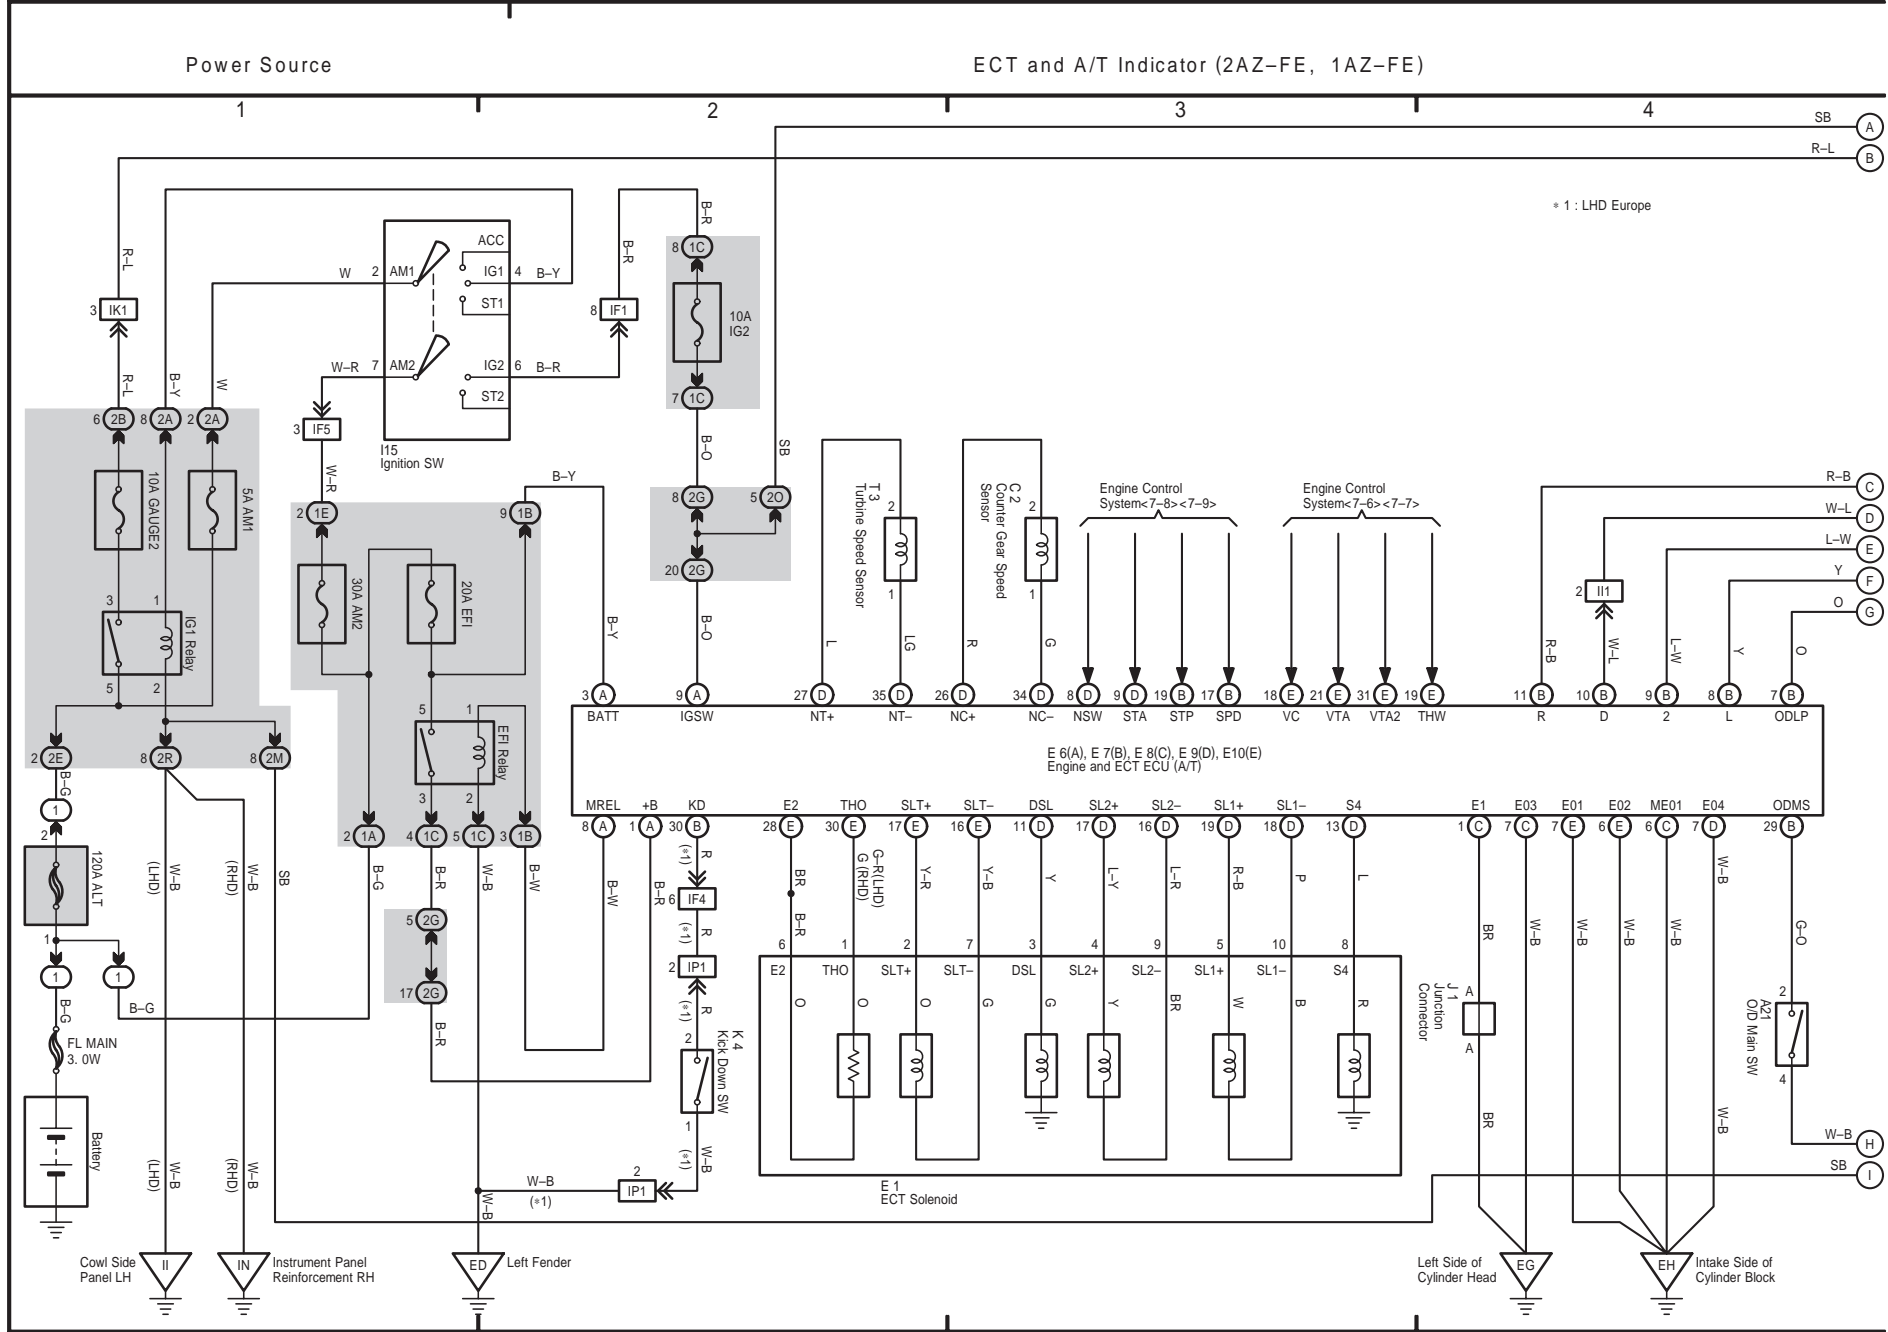 Power Source
ECT and A/T Indicator (2AZ–FE, 1AZ–FE)
1
2
3
4
SB
A
R–L
B
∗ 1 : LHD Europe
R–L
3 IK1
R–L
B–Y
W
W
2 AM1
ACC
IG1 4 B–Y
ST1
W–R 7 AM2
IG2 6 B–R
ST2
I15
Ignition SW
3 IF5
W–R
B–R
8 IF1
B–R
8 1C
10A
IG2
7 1C
B–O
SB
8 2G
5 2O
20 2G
B–O
6 2B
8 2A
2 2A
10A GAUGE2
5A AM1
3
1
IG1 Relay
5
2
2 2E
8 2R
8 2M
2 1E
9 1B
B–Y
B–Y
30A AM2
20A EFI
5
1
EFI Relay
3
2
2 1A
4 1C
5 1C
3 1B
T 3
Turbine Speed Sensor
2
1
L
LG
C 2
Counter Gear Speed
Sensor
2
1
R
G
Engine Control
System<7–8><7–9>
Engine Control
System<7–6><7–7>
R–B
C
W–L
D
L–W
E
Y
F
O
G
2 II1
R–B
W–L
L–W
Y
O
3 A
9 A
27 D
35 D
26 D
34 D
8 D
9 D
19 B
17 B
18 E
21 E
31 E
19 E
11 B
10 B
9 B
8 B
7 B
BATT
IGSW
NT+
NT–
NC+
NC–
NSW
STA
STP
SPD
VC
VTA
VTA2
THW
R
D
2
L
ODLP
E 6(A), E 7(B), E 8(C), E 9(D), E10(E)
Engine and ECT ECU (A/T)
MREL
+B
KD
E2
THO
SLT+
SLT–
DSL
SL2+
SL2–
SL1+
SL1–
S4
E1
E03
E01
E02
ME01
E04
ODMS
8 A
1 A
30 B
28 E
30 E
17 E
16 E
11 D
17 D
16 D
19 D
18 D
13 D
1 C
7 C
7 E
6 E
6 C
7 D
29 B
B–G
1
2
120A ALT
1
1
1
B–G
B–G
FL MAIN
3. 0W
Battery
W–B
(LHD)
W–B
(RHD)
SB
W–B
(LHD)
W–B
(RHD)
B–G
B–R
W–B
B–W
5 2G
17 2G
B–R
B–W
B–R
R
(∗1)
6 IF4
R
(∗1)
2 IP1
R
(∗1)
2
K 4
Kick Down SW
1
W–B
(∗1)
2
IP1
W–B
(∗1)
W–B
BR
B–R
G–R(LHD)
G (RHD)
Y–R
Y–B
Y
L–Y
L–R
R–B
P
L
6
1
2
7
3
4
9
5
10
8
E2
THO
SLT+
SLT–
DSL
SL2+
SL2–
SL1+
SL1–
S4
O
O
O
G
G
Y
BR
W
B
R
E 1
ECT Solenoid
BR
W–B
W–B
W–B
W–B
W–B
G–O
A
J 1
Junction
Connector
A
BR
W–B
2
A21
O/D Main SW
4
W–B
H
SB
I
Cowl Side
Panel LH
II
IN
Instrument Panel
Reinforcement RH
ED
Left Fender
Left Side of
Cylinder Head
EG
EH
Intake Side of
Cylinder Block